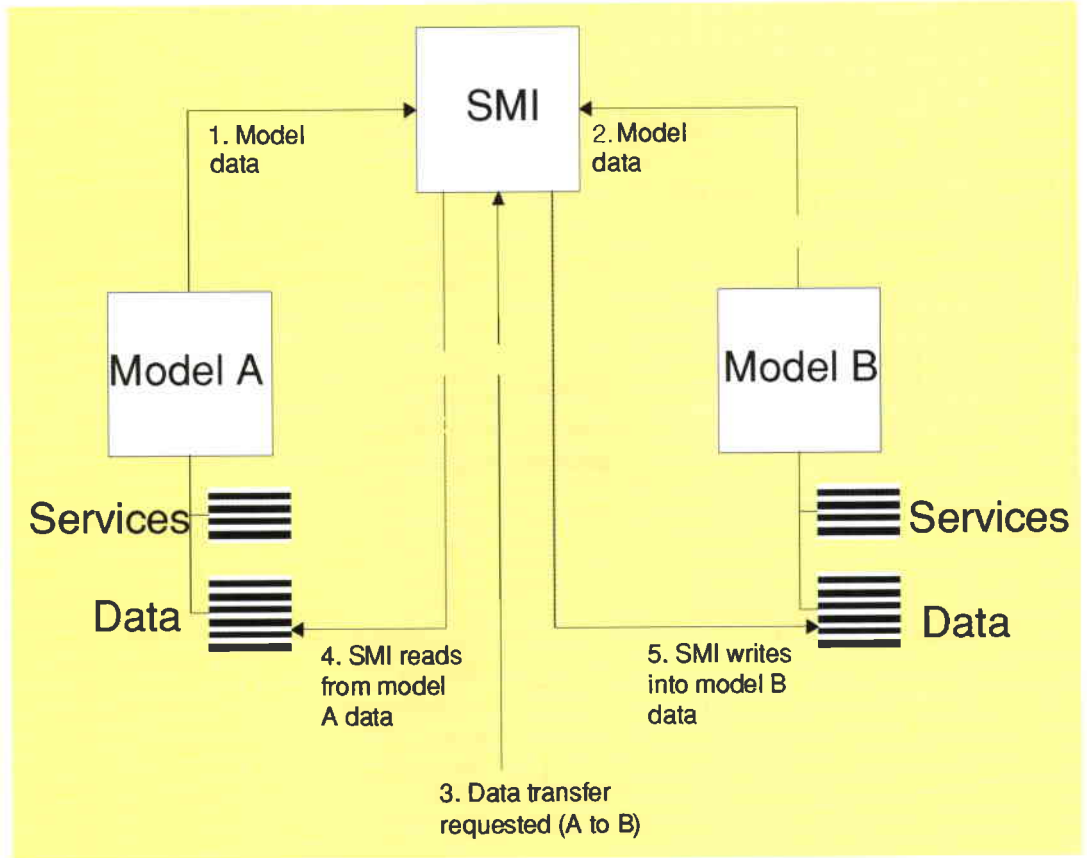 SMI
1. Model
data
2. Model
data
Model A
Model B
Services
Services
Data
Data
4. SMI reads
from model
A data
5. SMI writes
into model B
data
3. Data transfer
requested (A to B)